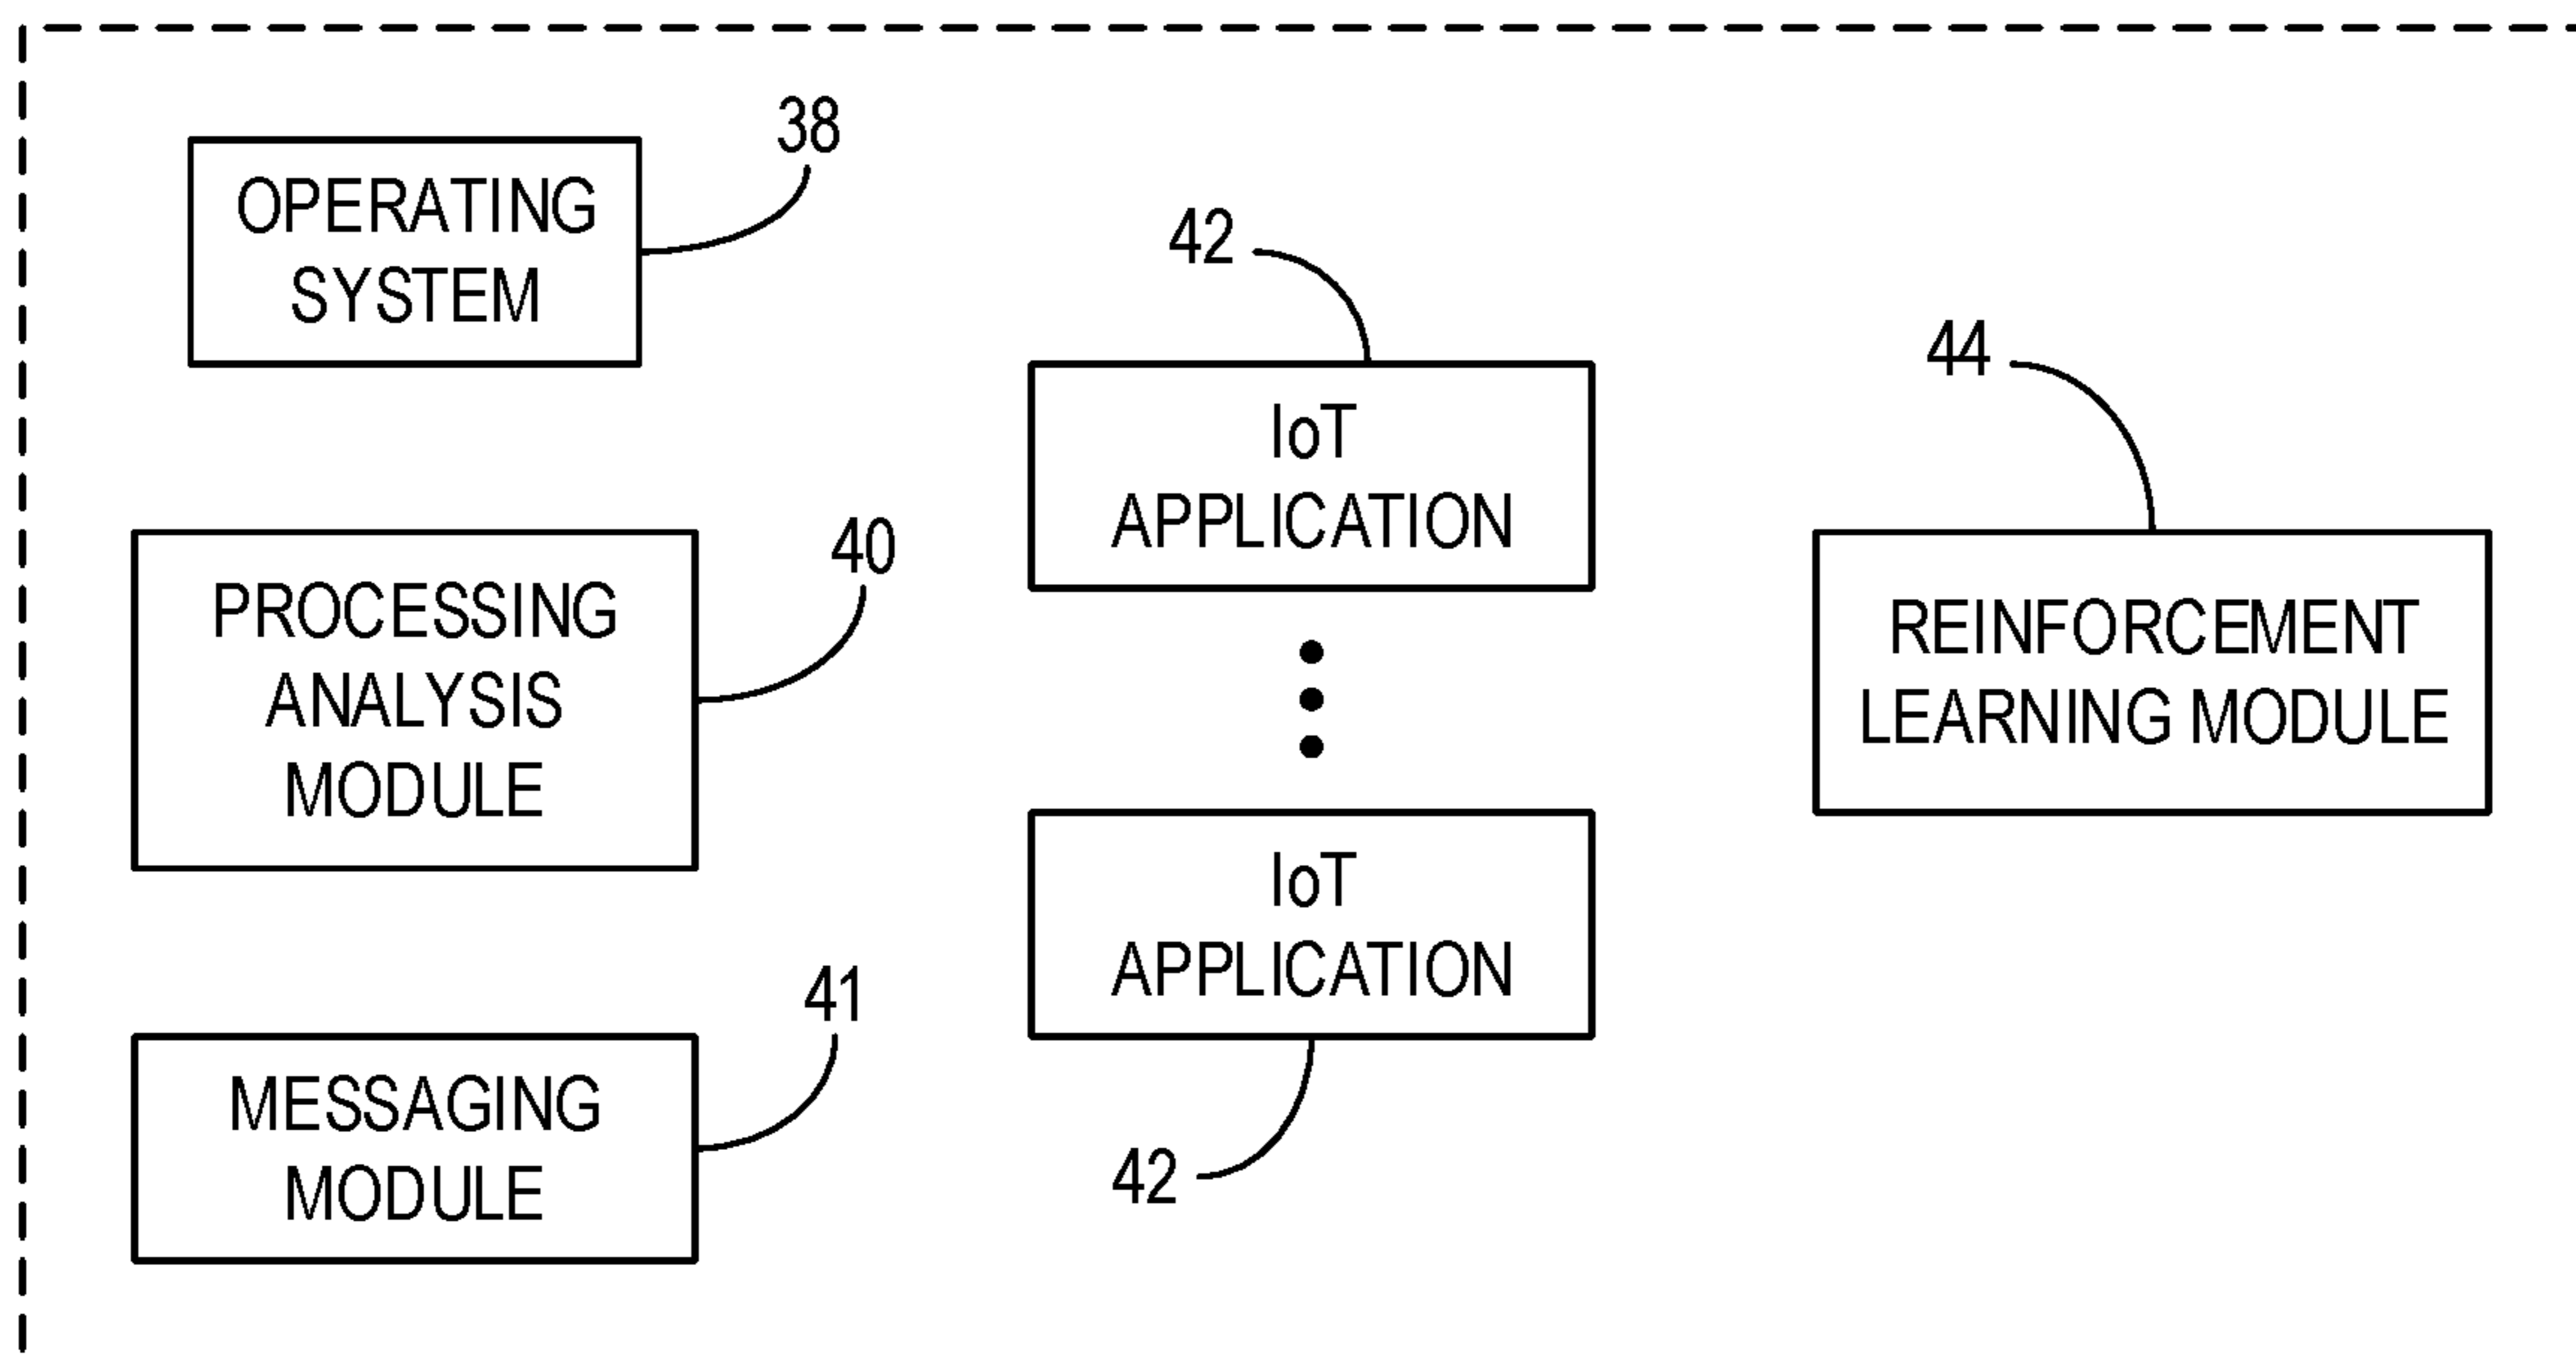 38
OPERATING
SYSTEM
42
44
IoT
APPLICATION
40
PROCESSING
ANALYSIS
MODULE
REINFORCEMENT
LEARNING MODULE
IoT
APPLICATION
41
MESSAGING
MODULE
42